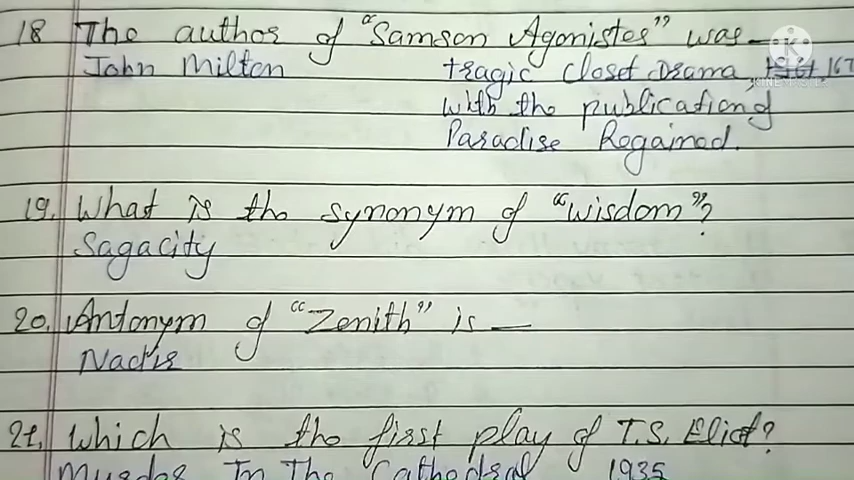 18 The author of "Samson Agonistes" was —
John Milton tragic closet Drama, 167
with the publication of
Paradise Regained.
19. What is the synonym of "wisdom"?
Sagacity
20. Antonym of "Zenith" is —
Nadir
21. Which is the first play of T.S. Eliot?
Murder In The Cathedral 1935